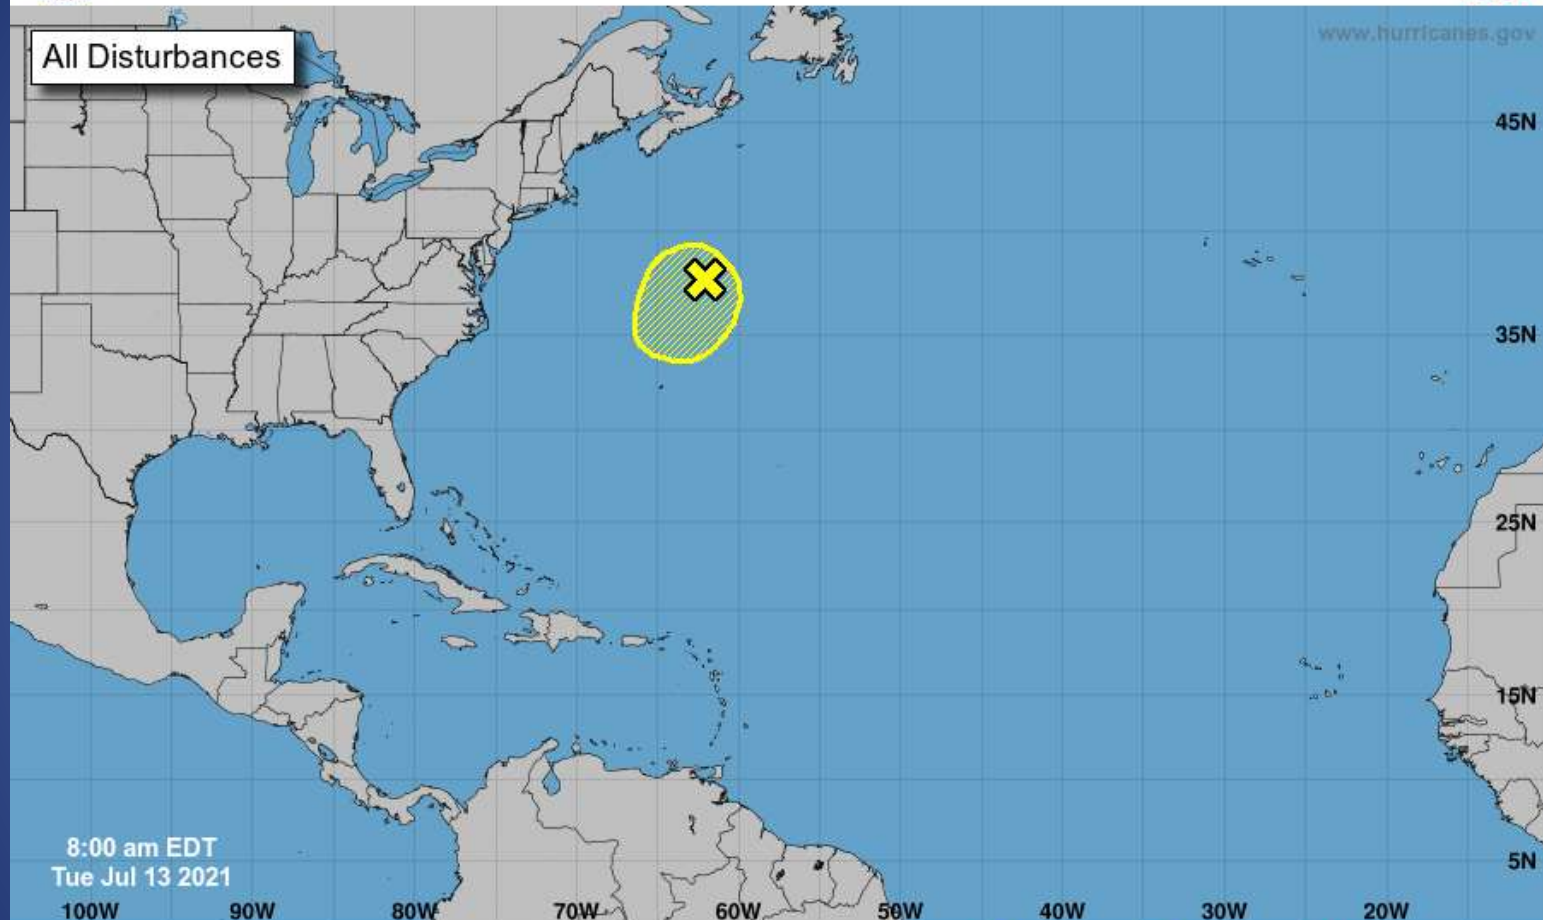 All Disturbances
www.hurricanes.gov
45N
35N
25N
15N
5N
8:00 am EDT
Tue Jul 13 2021
100W 90W 80W 70W 60W 50W 40W 30W 20W